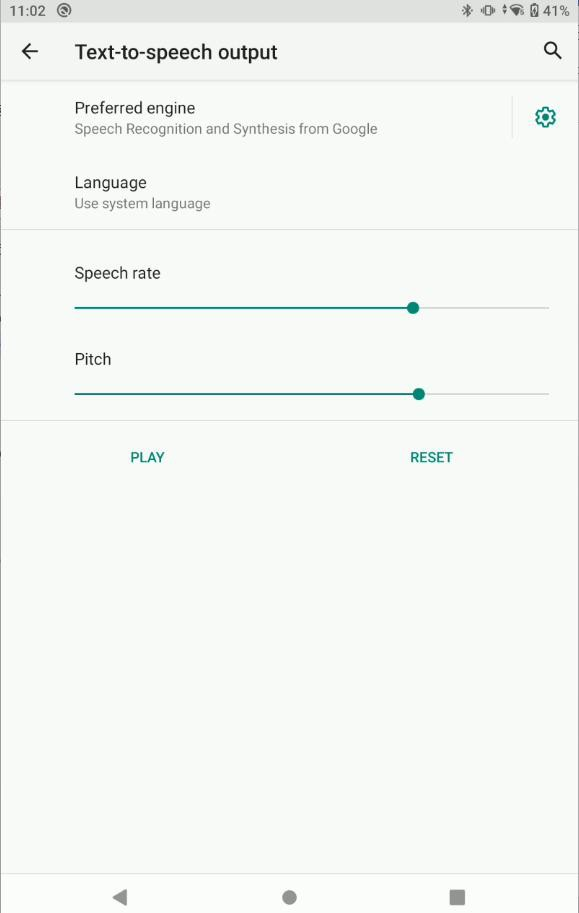 11:02 41%
Text-to-speech output
Preferred engine
Speech Recognition and Synthesis from Google
Language
Use system language
Speech rate
Pitch
PLAY RESET